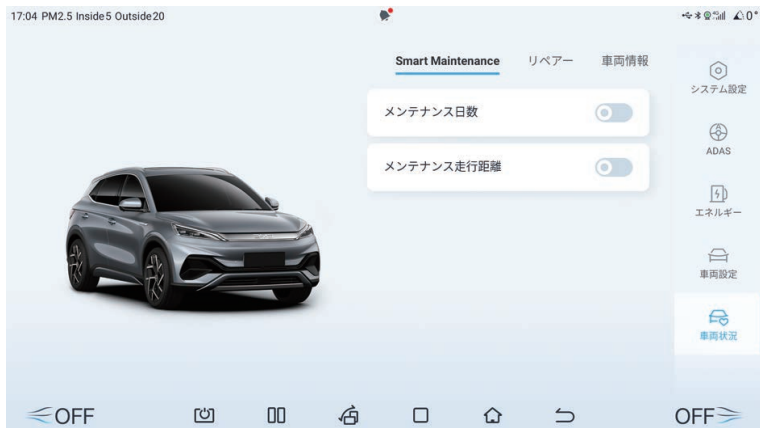 17:04 PM2.5 Inside5 Outside20
0°
Smart Maintenance リペアー 車両情報
メンテナンス日数
メンテナンス走行距離
システム設定
ADAS
エネルギー
車両設定
車両状況
OFF
OFF